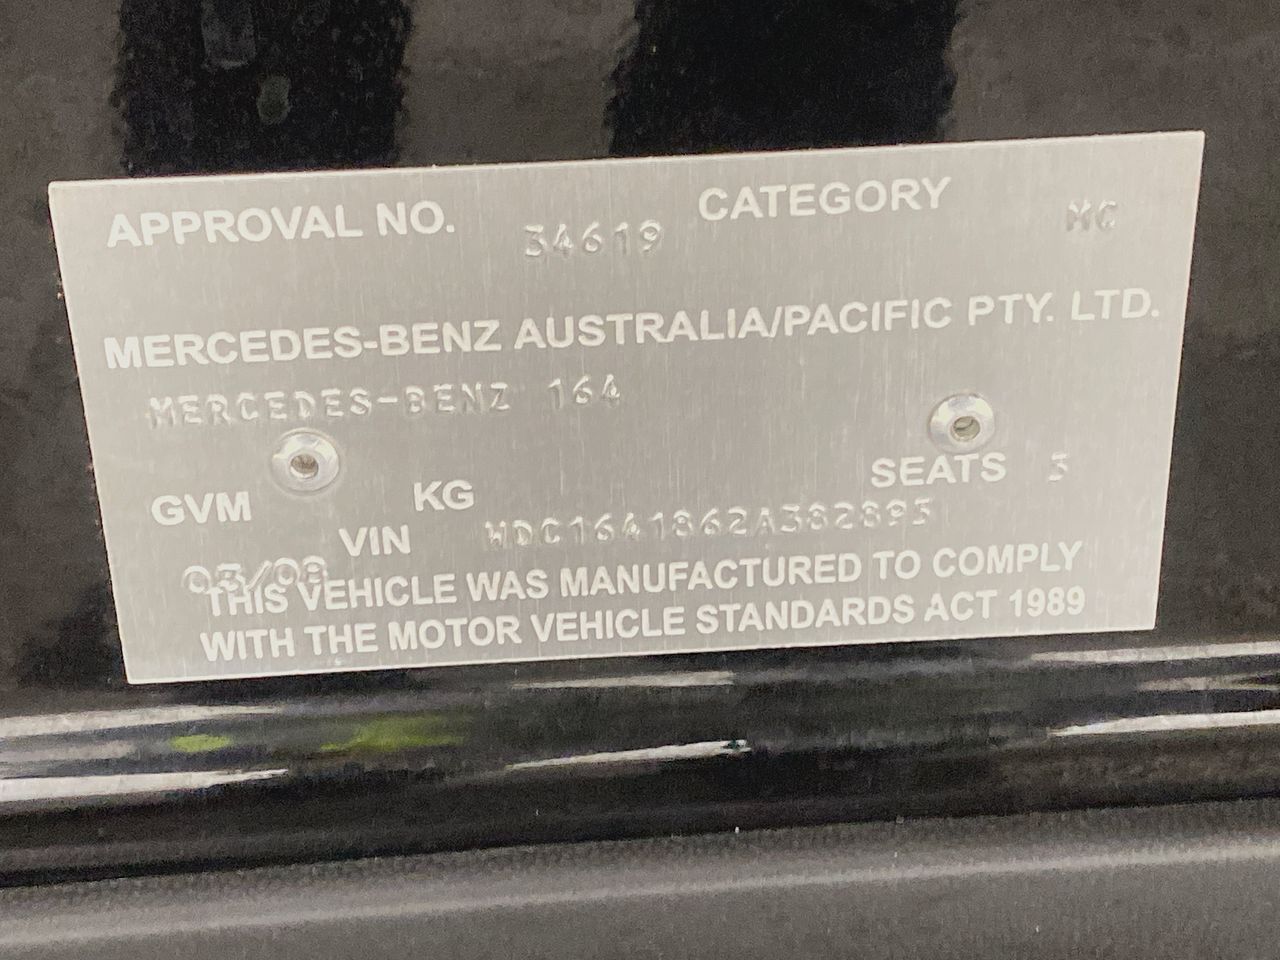 APPROVAL NO. 34619 CATEGORY MC
MERCEDES-BENZ AUSTRALIA/PACIFIC PTY. LTD.
MERCEDES-BENZ 164
GVM KG SEATS 5
03/08 VIN WDC1641862A382893
THIS VEHICLE WAS MANUFACTURED TO COMPLY
WITH THE MOTOR VEHICLE STANDARDS ACT 1989